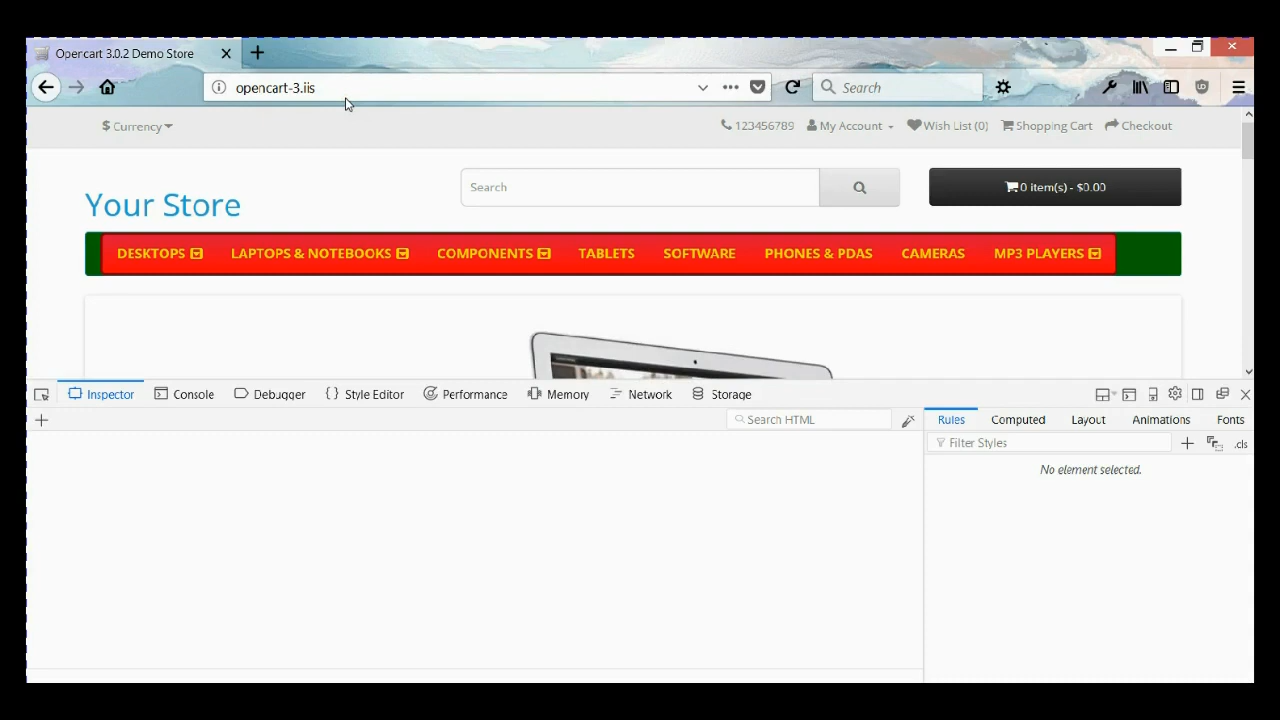 Opencart 3.0.2 Demo Store
opencart-3.iis
Search
$ Currency
123456789 My Account Wish List (0) Shopping Cart Checkout
Your Store
Search
0 item(s) - $0.00
DESKTOPS LAPTOPS & NOTEBOOKS COMPONENTS TABLETS SOFTWARE PHONES & PDAS CAMERAS MP3 PLAYERS
Inspector Console Debugger {} Style Editor Performance Memory Network Storage
Search HTML
Rules Computed Layout Animations Fonts
Filter Styles
.cls
No element selected.